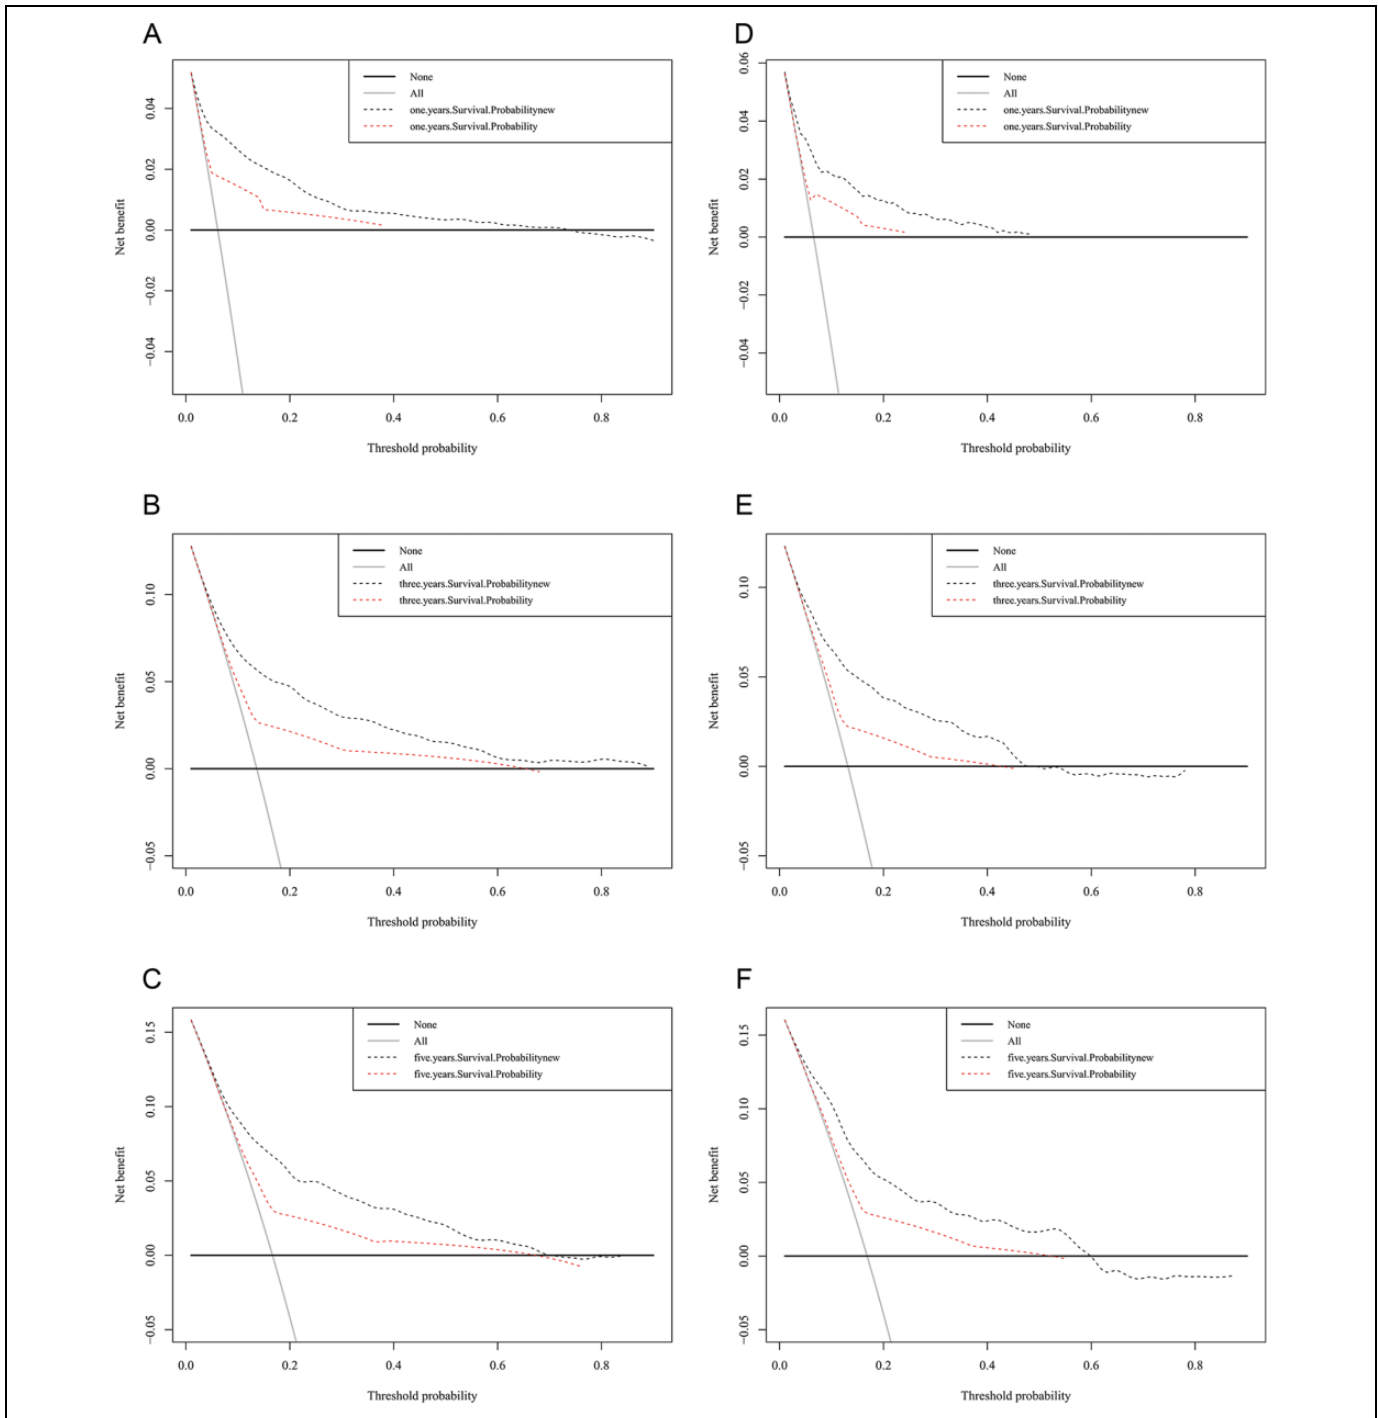 A
None
All
one.years.Survival.Probabilitynew
one.years.Survival.Probability
Net benefit
0.04
0.02
0.00
−0.02
−0.04
0.0 0.2 0.4 0.6 0.8
Threshold probability
D
None
All
one.years.Survival.Probabilitynew
one.years.Survival.Probability
Net benefit
0.06
0.04
0.02
0.00
−0.02
−0.04
0.0 0.2 0.4 0.6 0.8
Threshold probability
B
None
All
three.years.Survival.Probabilitynew
three.years.Survival.Probability
Net benefit
0.10
0.05
0.00
−0.05
0.0 0.2 0.4 0.6 0.8
Threshold probability
E
None
All
three.years.Survival.Probabilitynew
three.years.Survival.Probability
Net benefit
0.10
0.05
0.00
−0.05
0.0 0.2 0.4 0.6 0.8
Threshold probability
C
None
All
five.years.Survival.Probabilitynew
five.years.Survival.Probability
Net benefit
0.15
0.10
0.05
0.00
−0.05
0.0 0.2 0.4 0.6 0.8
Threshold probability
F
None
All
five.years.Survival.Probabilitynew
five.years.Survival.Probability
Net benefit
0.15
0.10
0.05
0.00
−0.05
0.0 0.2 0.4 0.6 0.8
Threshold probability